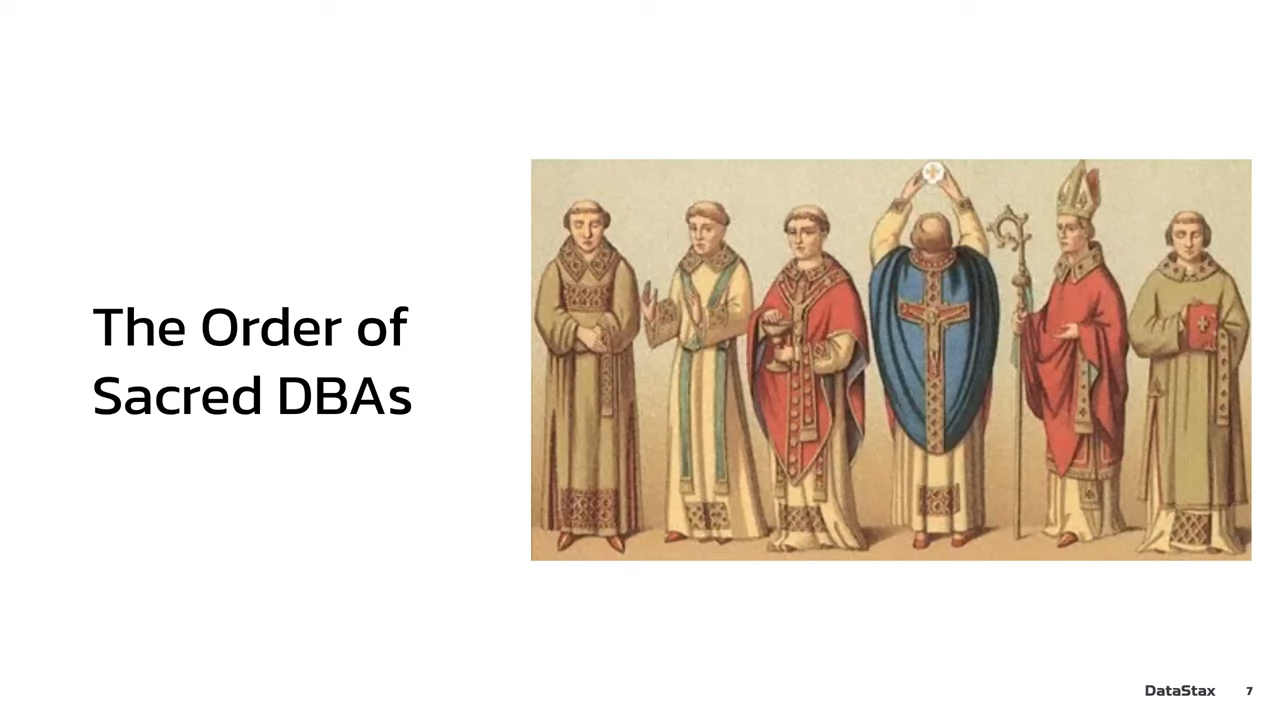 The Order of
Sacred DBAs
DataStax
7